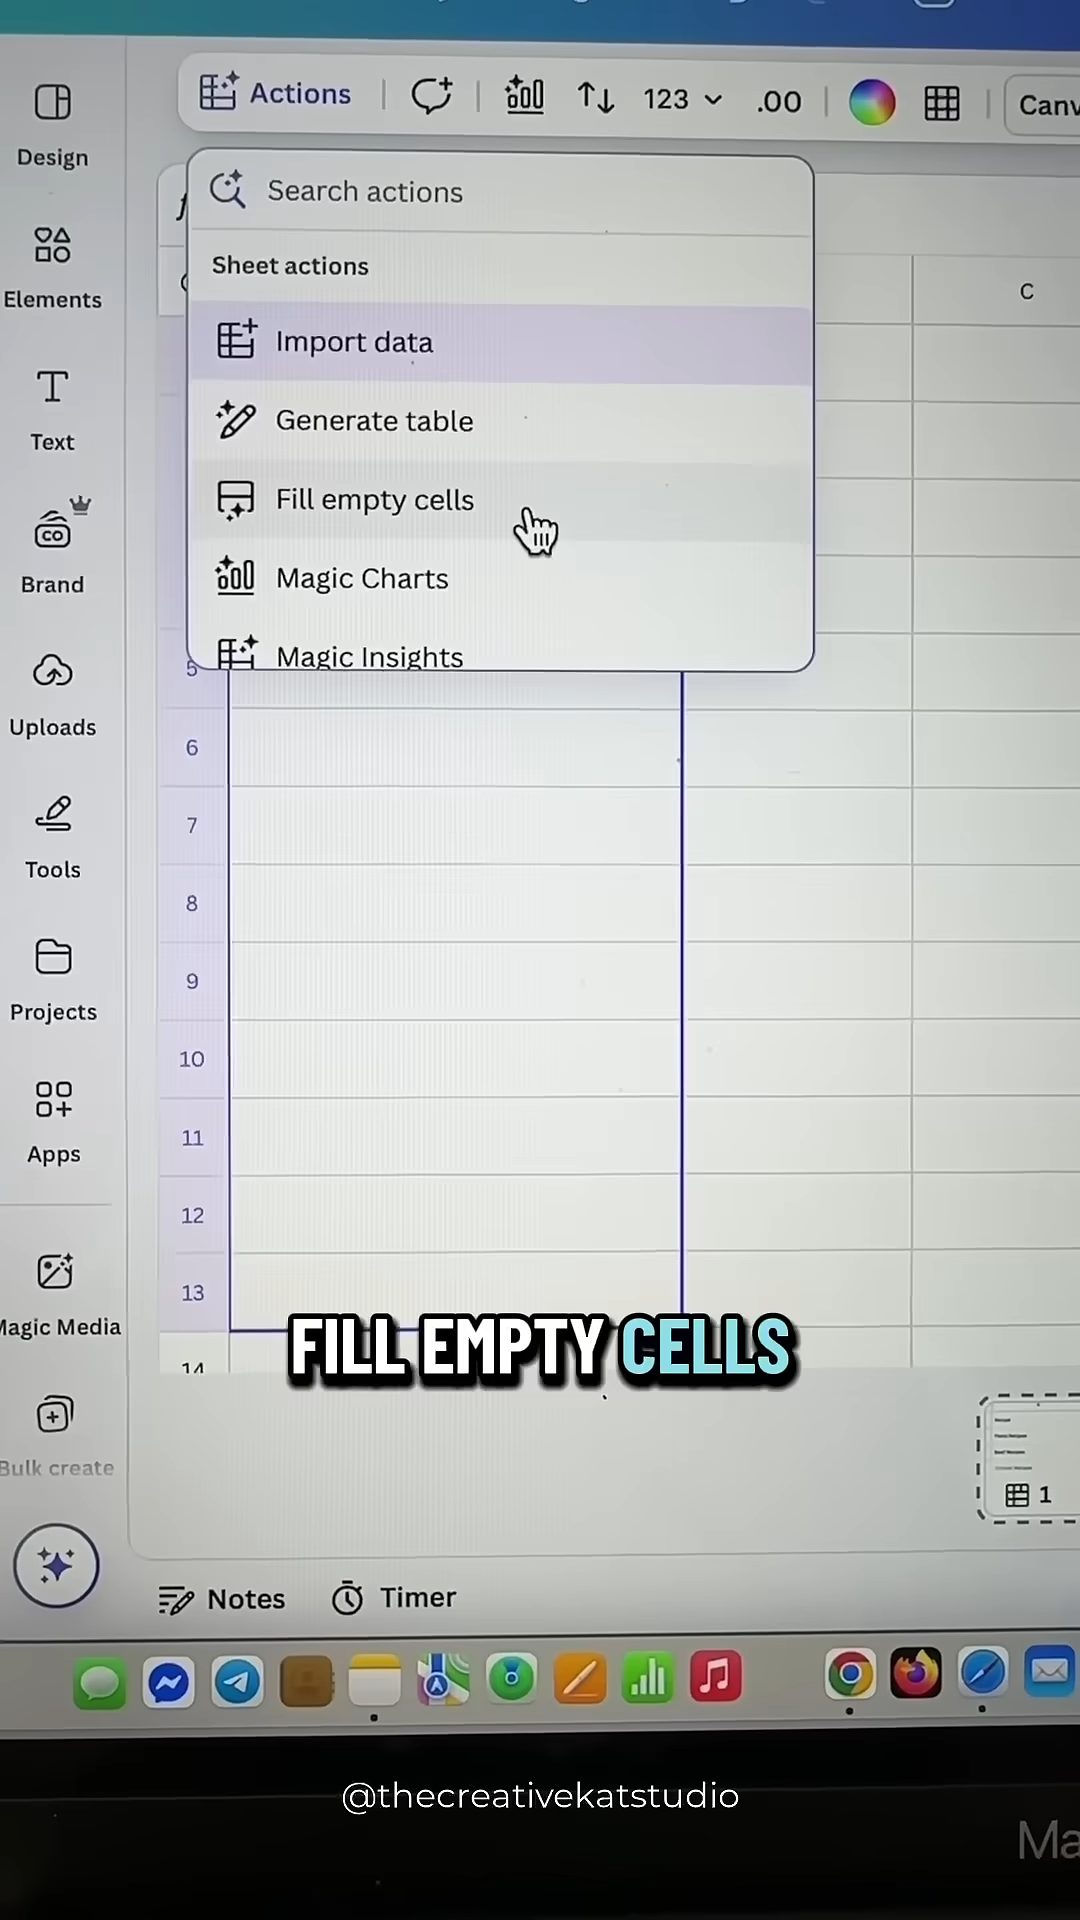 Actions
123
.00
Canv
Design
Search actions
Sheet actions
Elements
C
Import data
Generate table
Text
Fill empty cells
Magic Charts
Brand
Magic Insights
5
Uploads
6
7
Tools
8
9
Projects
10
11
Apps
12
13
Magic Media
FILL EMPTY CELLS
14
Bulk create
1
Notes
Timer
@thecreativekatstudio
Ma